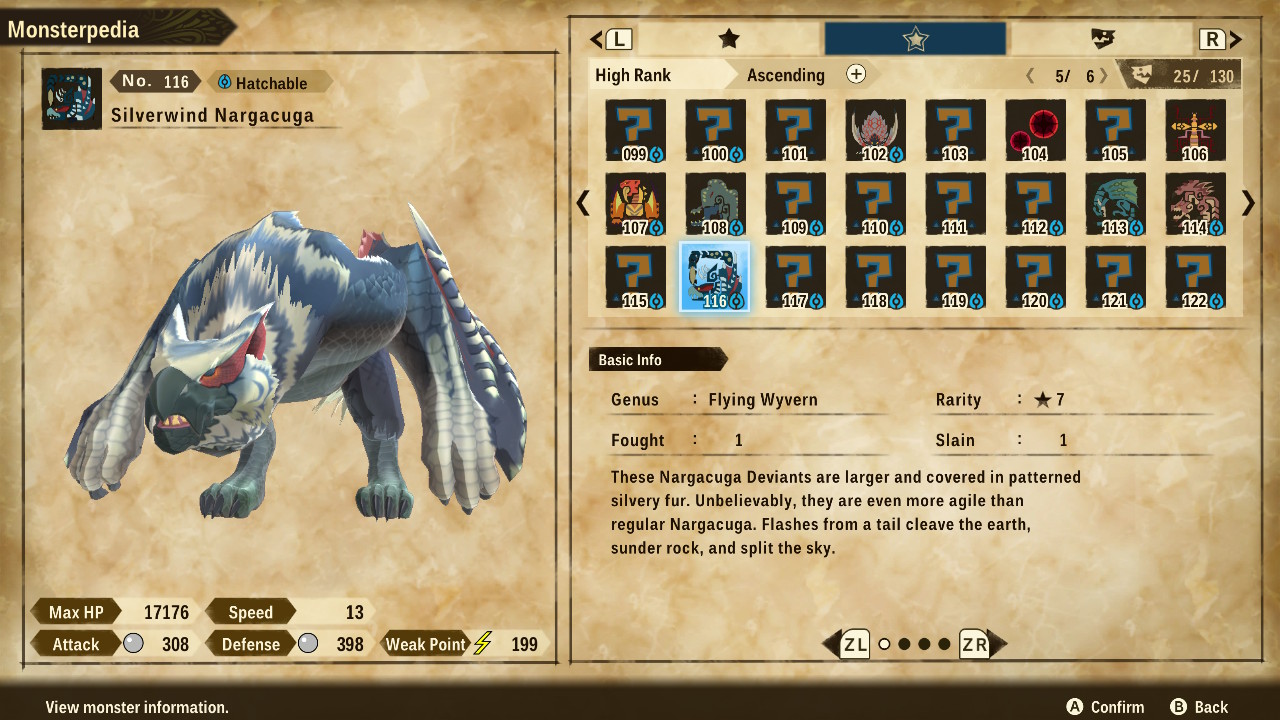 Monsterpedia
No. 116
Hatchable
Silverwind Nargacuga
Max HP 17176
Speed 13
Attack 308
Defense 398
Weak Point 199
L
R
High Rank
Ascending
5/ 6
25/ 130
099 100 101 102 103 104 105 106
107 108 109 110 111 112 113 114
115 116 117 118 119 120 121 122
Basic Info
Genus : Flying Wyvern
Rarity : ★ 7
Fought : 1
Slain : 1
These Nargacuga Deviants are larger and covered in patterned
silvery fur. Unbelievably, they are even more agile than
regular Nargacuga. Flashes from a tail cleave the earth,
sunder rock, and split the sky.
ZL ZR
View monster information.
A Confirm
B Back